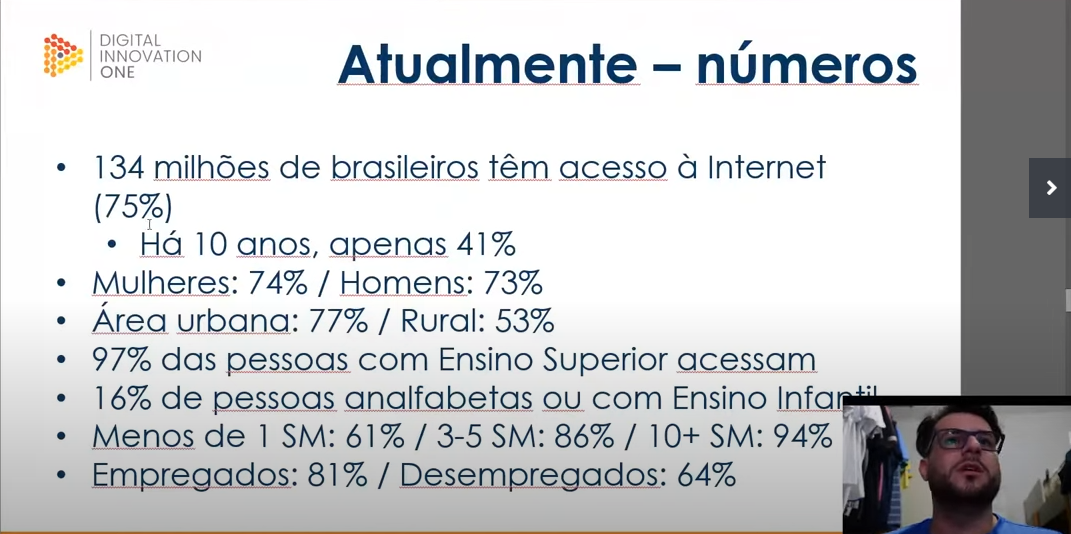 DIGITAL
INNOVATION
ONE
Atualmente – números
• 134 milhões de brasileiros têm acesso à Internet
(75%)
• Há 10 anos, apenas 41%
• Mulheres: 74% / Homens: 73%
• Área urbana: 77% / Rural: 53%
• 97% das pessoas com Ensino Superior acessam
• 16% de pessoas analfabetas ou com Ensino Infantil
• Menos de 1 SM: 61% / 3-5 SM: 86% / 10+ SM: 94%
• Empregados: 81% / Desempregados: 64%